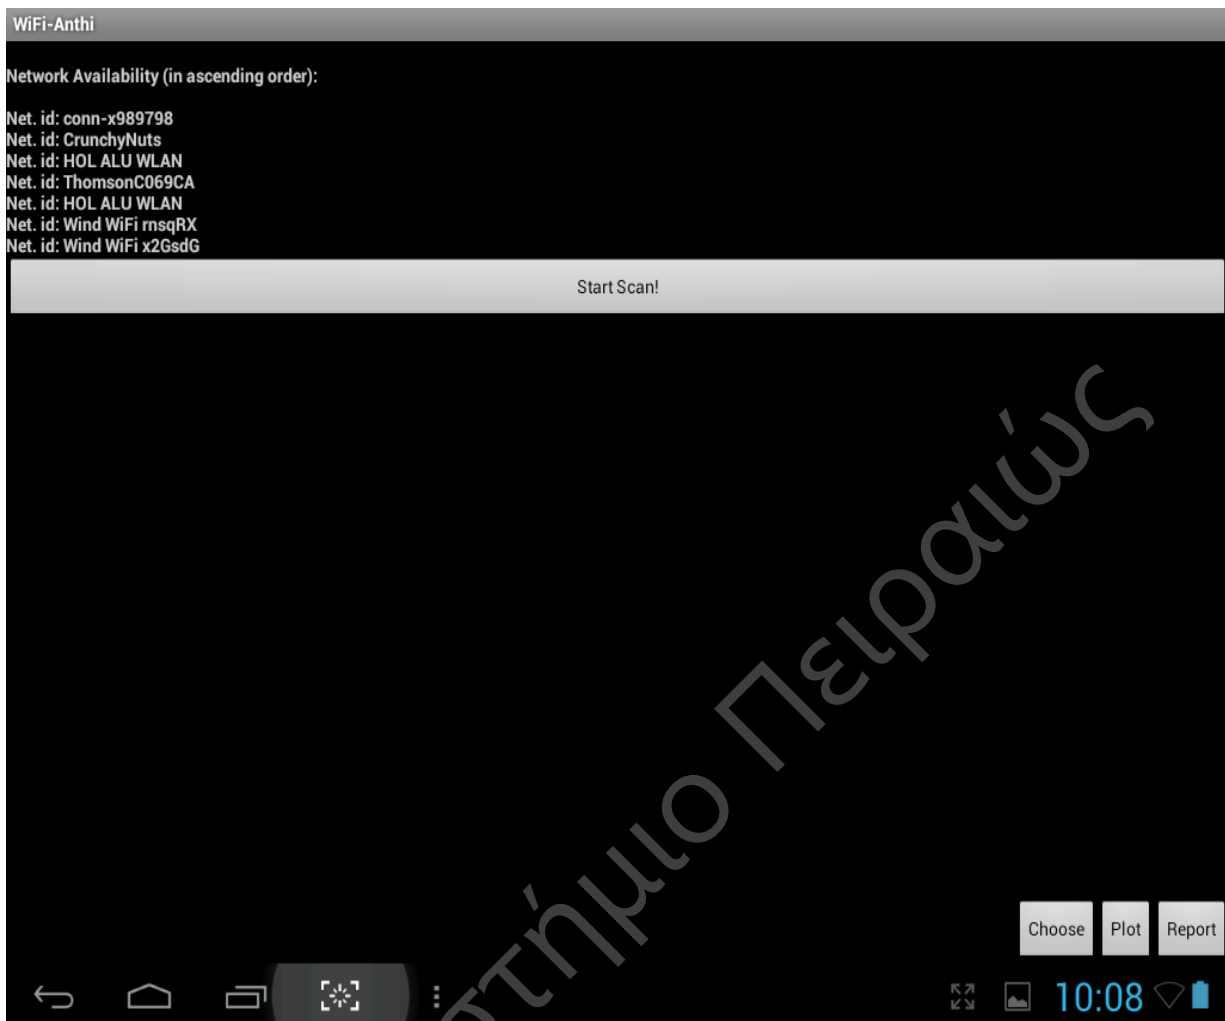 WiFi-Anthi
Network Availability (in ascending order):
Net. id: conn-x989798
Net. id: CrunchyNuts
Net. id: HOL ALU WLAN
Net. id: ThomsonC069CA
Net. id: HOL ALU WLAN
Net. id: Wind WiFi rnsqRX
Net. id: Wind WiFi x2GsdG
Start Scan!
στήμιο Πειραιώς
Choose Plot Report
10:08